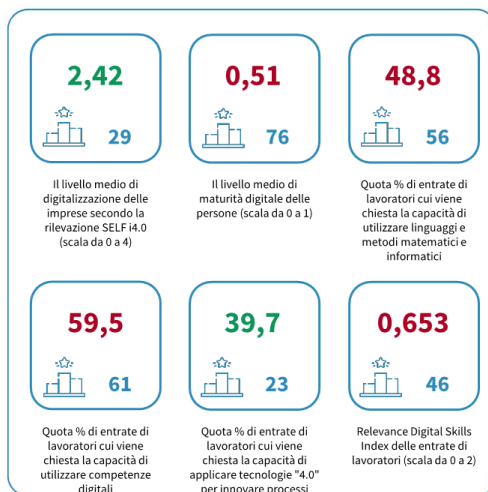 2,42
29
Il livello medio di
digitalizzazione delle
imprese secondo la
rilevazione SELF i4.0
(scala da 0 a 4)
0,51
76
Il livello medio di
maturità digitale delle
persone (scala da 0 a 1)
48,8
56
Quota % di entrate di
lavoratori cui viene
chiesta la capacità di
utilizzare linguaggi e
metodi matematici e
informatici
59,5
61
Quota % di entrate di
lavoratori cui viene
chiesta la capacità di
utilizzare competenze
digitali
39,7
23
Quota % di entrate di
lavoratori cui viene
chiesta la capacità di
applicare tecnologie "4.0"
per innovare processi
0,653
46
Relevance Digital Skills
Index delle entrate di
lavoratori (scala da 0 a 2)